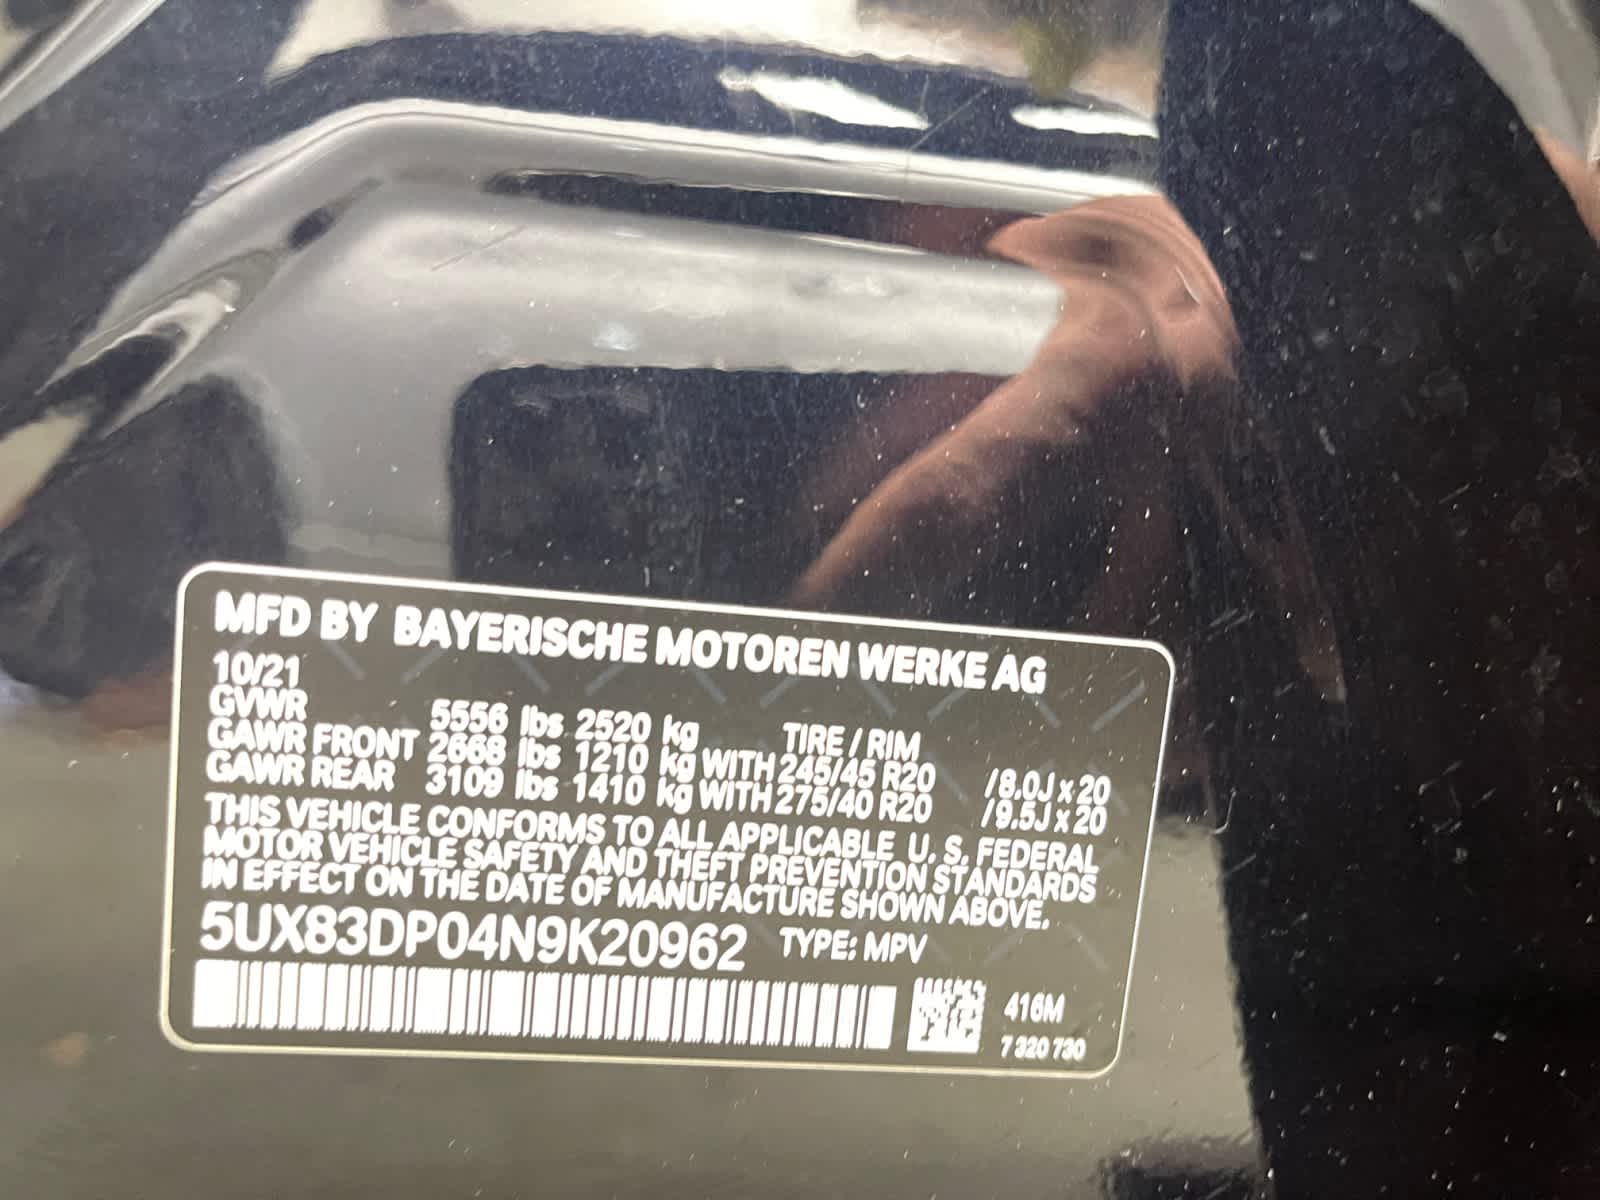 MFD BY BAYERISCHE MOTOREN WERKE AG
10/21
GVWR 5556 lbs 2520 kg TIRE / RIM
GAWR FRONT 2668 lbs 1210 kg WITH 245/45 R20 /8.0J x 20
GAWR REAR 3109 lbs 1410 kg WITH 275/40 R20 /9.5J x 20
THIS VEHICLE CONFORMS TO ALL APPLICABLE U. S. FEDERAL
MOTOR VEHICLE SAFETY AND THEFT PREVENTION STANDARDS
IN EFFECT ON THE DATE OF MANUFACTURE SHOWN ABOVE.
5UX83DP04N9K20962 TYPE: MPV
416M
7 320 730